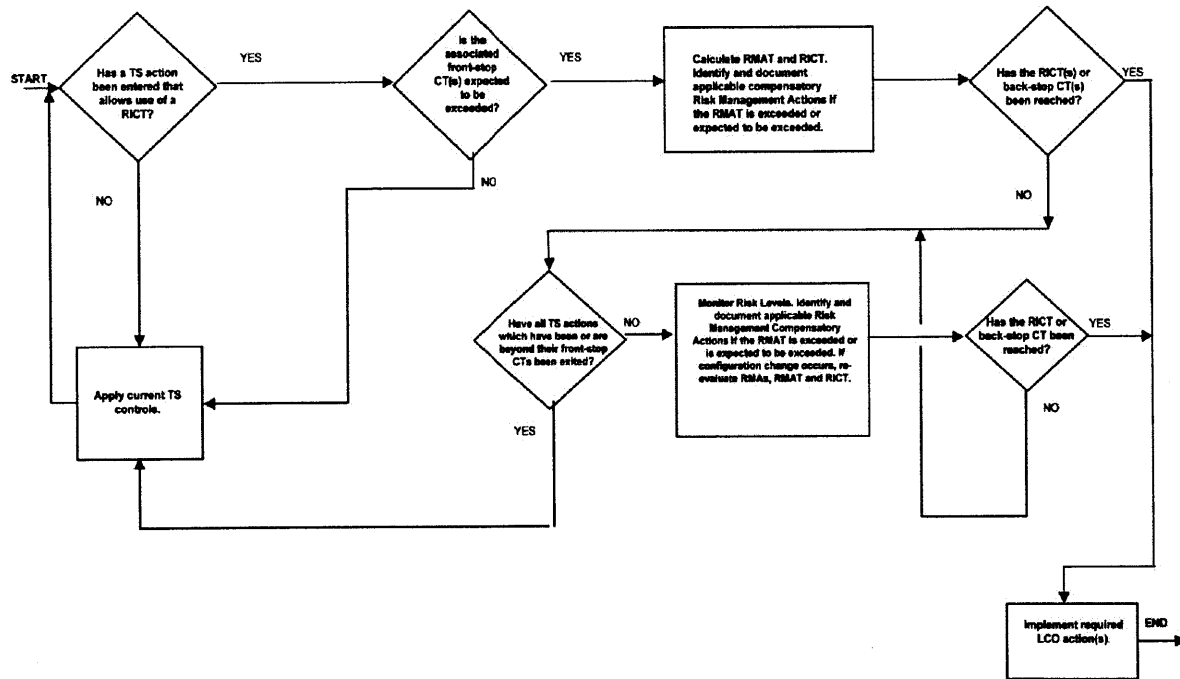 START
Has a TS action
been entered that
allows use of a
RICT?
YES
Is the
associated
front-stop
CT(s) expected
to be
exceeded?
YES
Calculate RMAT and RICT.
Identify and document
applicable compensatory
Risk Management Actions if
the RMAT is exceeded or
expected to be exceeded.
Has the RICT(s) or
back-stop CT(s)
been reached?
YES
NO
NO
NO
Have all TS actions
which have been or are
beyond their front-stop
CTs been exited?
NO
Monitor Risk Levels. Identify and
document applicable Risk
Management Compensatory
Actions if the RMAT is exceeded or
is expected to be exceeded. If
configuration change occurs, re-
evaluate RMAs, RMAT and RICT.
Has the RICT or
back-stop CT been
reached?
YES
Apply current TS
controls.
YES
NO
Implement required
LCO action(s).
END